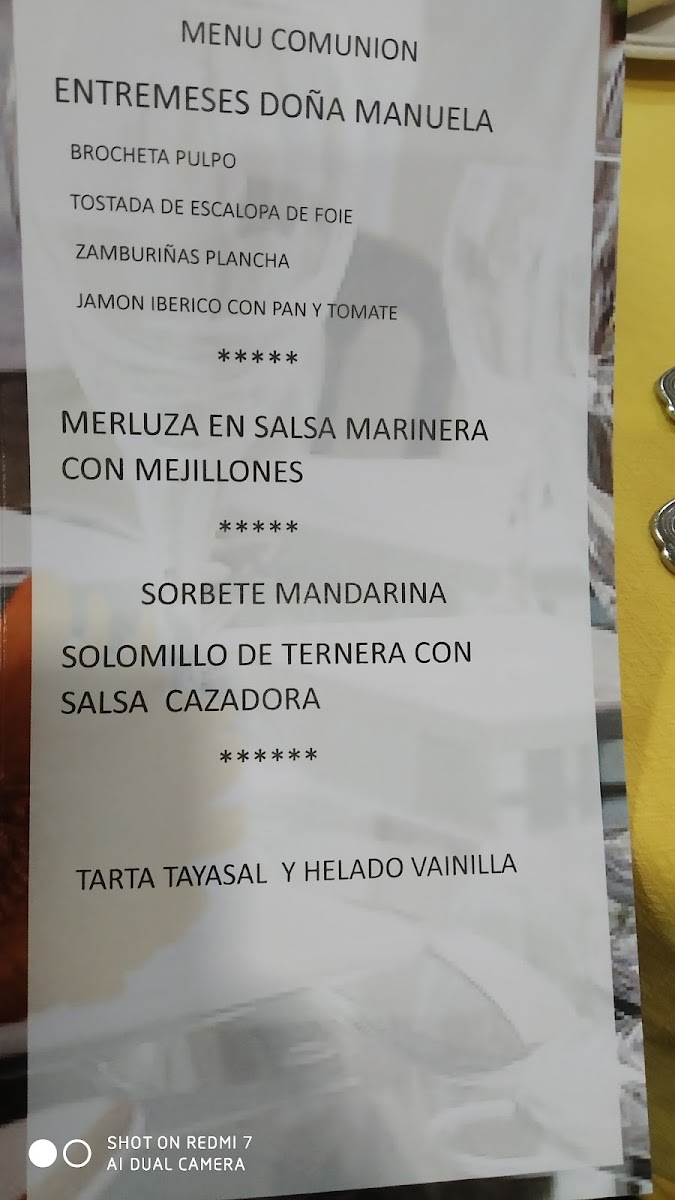 MENU COMUNION
ENTREMESES DOÑA MANUELA
BROCHETA PULPO
TOSTADA DE ESCALOPA DE FOIE
ZAMBURIÑAS PLANCHA
JAMON IBERICO CON PAN Y TOMATE
*****
MERLUZA EN SALSA MARINERA
CON MEJILLONES
*****
SORBETE MANDARINA
SOLOMILLO DE TERNERA CON
SALSA CAZADORA
******
TARTA TAYASAL Y HELADO VAINILLA
SHOT ON REDMI 7
AI DUAL CAMERA